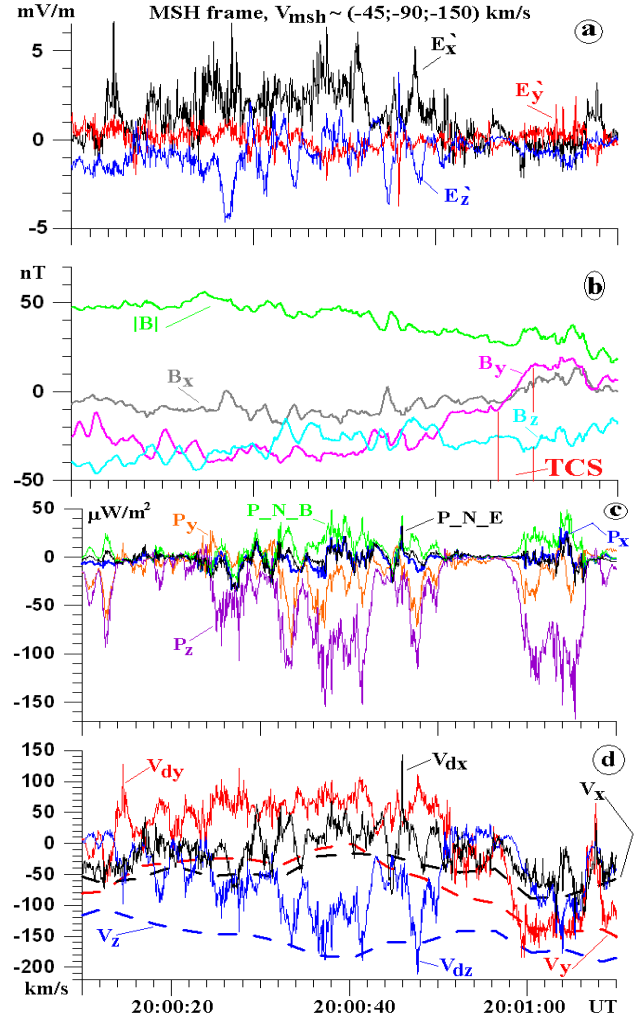 MSH frame, Vmsh ~ (-45;-90;-150) km/s
mV/m
a
5
Ex`
Ey`
0
Ez`
-5
nT
b
50
|B|
By
Bx
0
Bz
TCS
-50
50
μW/m²
c
Py
P_N_B
P_N_E
Px
0
-50
Pz
-100
-150
150
d
100
Vdy
Vdx
Vx
50
0
-50
-100
Vz
-150
Vdz
Vy
-200
km/s
20:00:20
20:00:40
20:01:00
UT